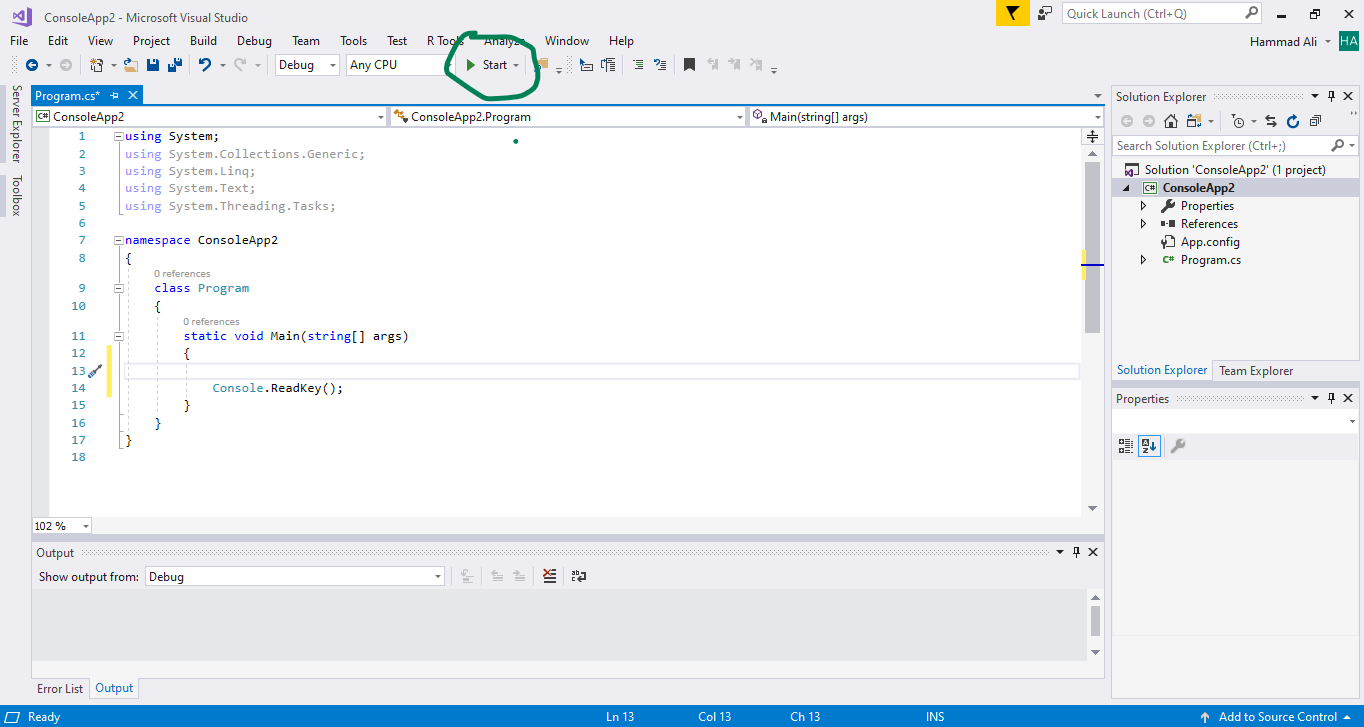 ConsoleApp2 - Microsoft Visual Studio
Quick Launch (Ctrl+Q)
File Edit View Project Build Debug Team Tools Test R Tools Analyze Window Help
Hammad Ali HA
Debug Any CPU Start
Server Explorer
Toolbox
Program.cs*
C# ConsoleApp2 ConsoleApp2.Program Main(string[] args)
1 using System;
2 using System.Collections.Generic;
3 using System.Linq;
4 using System.Text;
5 using System.Threading.Tasks;
6
7 namespace ConsoleApp2
8 {
0 references
9 class Program
10 {
0 references
11 static void Main(string[] args)
12 {
13
14 Console.ReadKey();
15 }
16 }
17 }
18
102 %
Output
Show output from: Debug
Error List Output
Solution Explorer
Search Solution Explorer (Ctrl+;)
Solution 'ConsoleApp2' (1 project)
C# ConsoleApp2
Properties
References
App.config
C# Program.cs
Solution Explorer Team Explorer
Properties
Ready Ln 13 Col 13 Ch 13 INS Add to Source Control